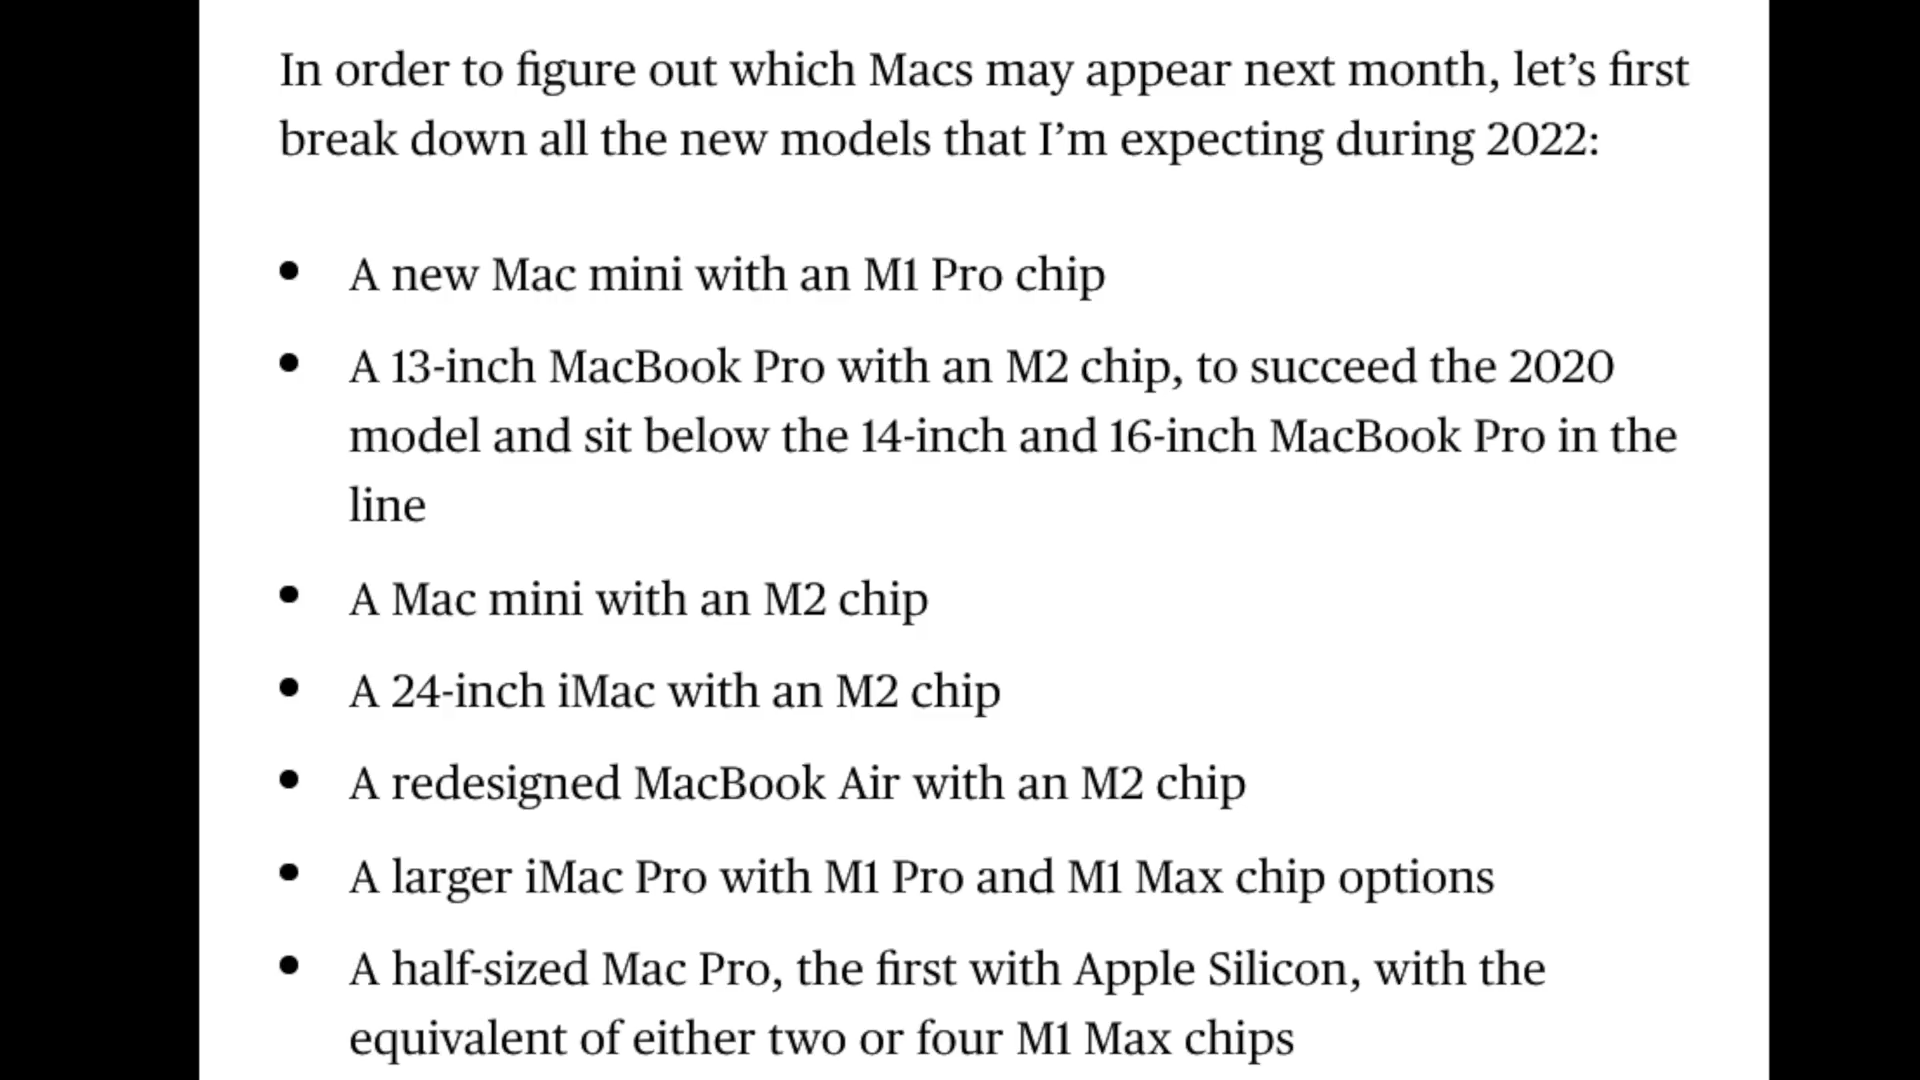 In order to figure out which Macs may appear next month, let’s first
break down all the new models that I’m expecting during 2022:
• A new Mac mini with an M1 Pro chip
• A 13-inch MacBook Pro with an M2 chip, to succeed the 2020
model and sit below the 14-inch and 16-inch MacBook Pro in the
line
• A Mac mini with an M2 chip
• A 24-inch iMac with an M2 chip
• A redesigned MacBook Air with an M2 chip
• A larger iMac Pro with M1 Pro and M1 Max chip options
• A half-sized Mac Pro, the first with Apple Silicon, with the
equivalent of either two or four M1 Max chips